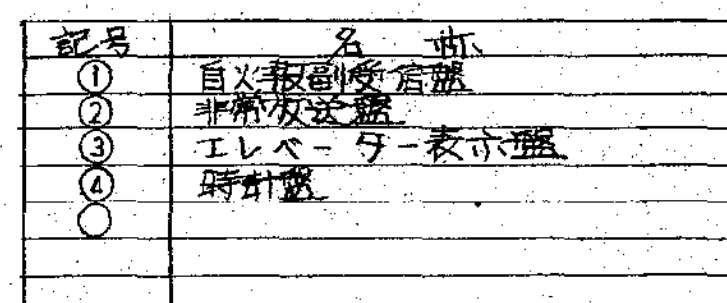 記号 名称
① 自火報副受信盤
② 非常放送盤
③ エレベーター表示盤
④ 時計盤
○